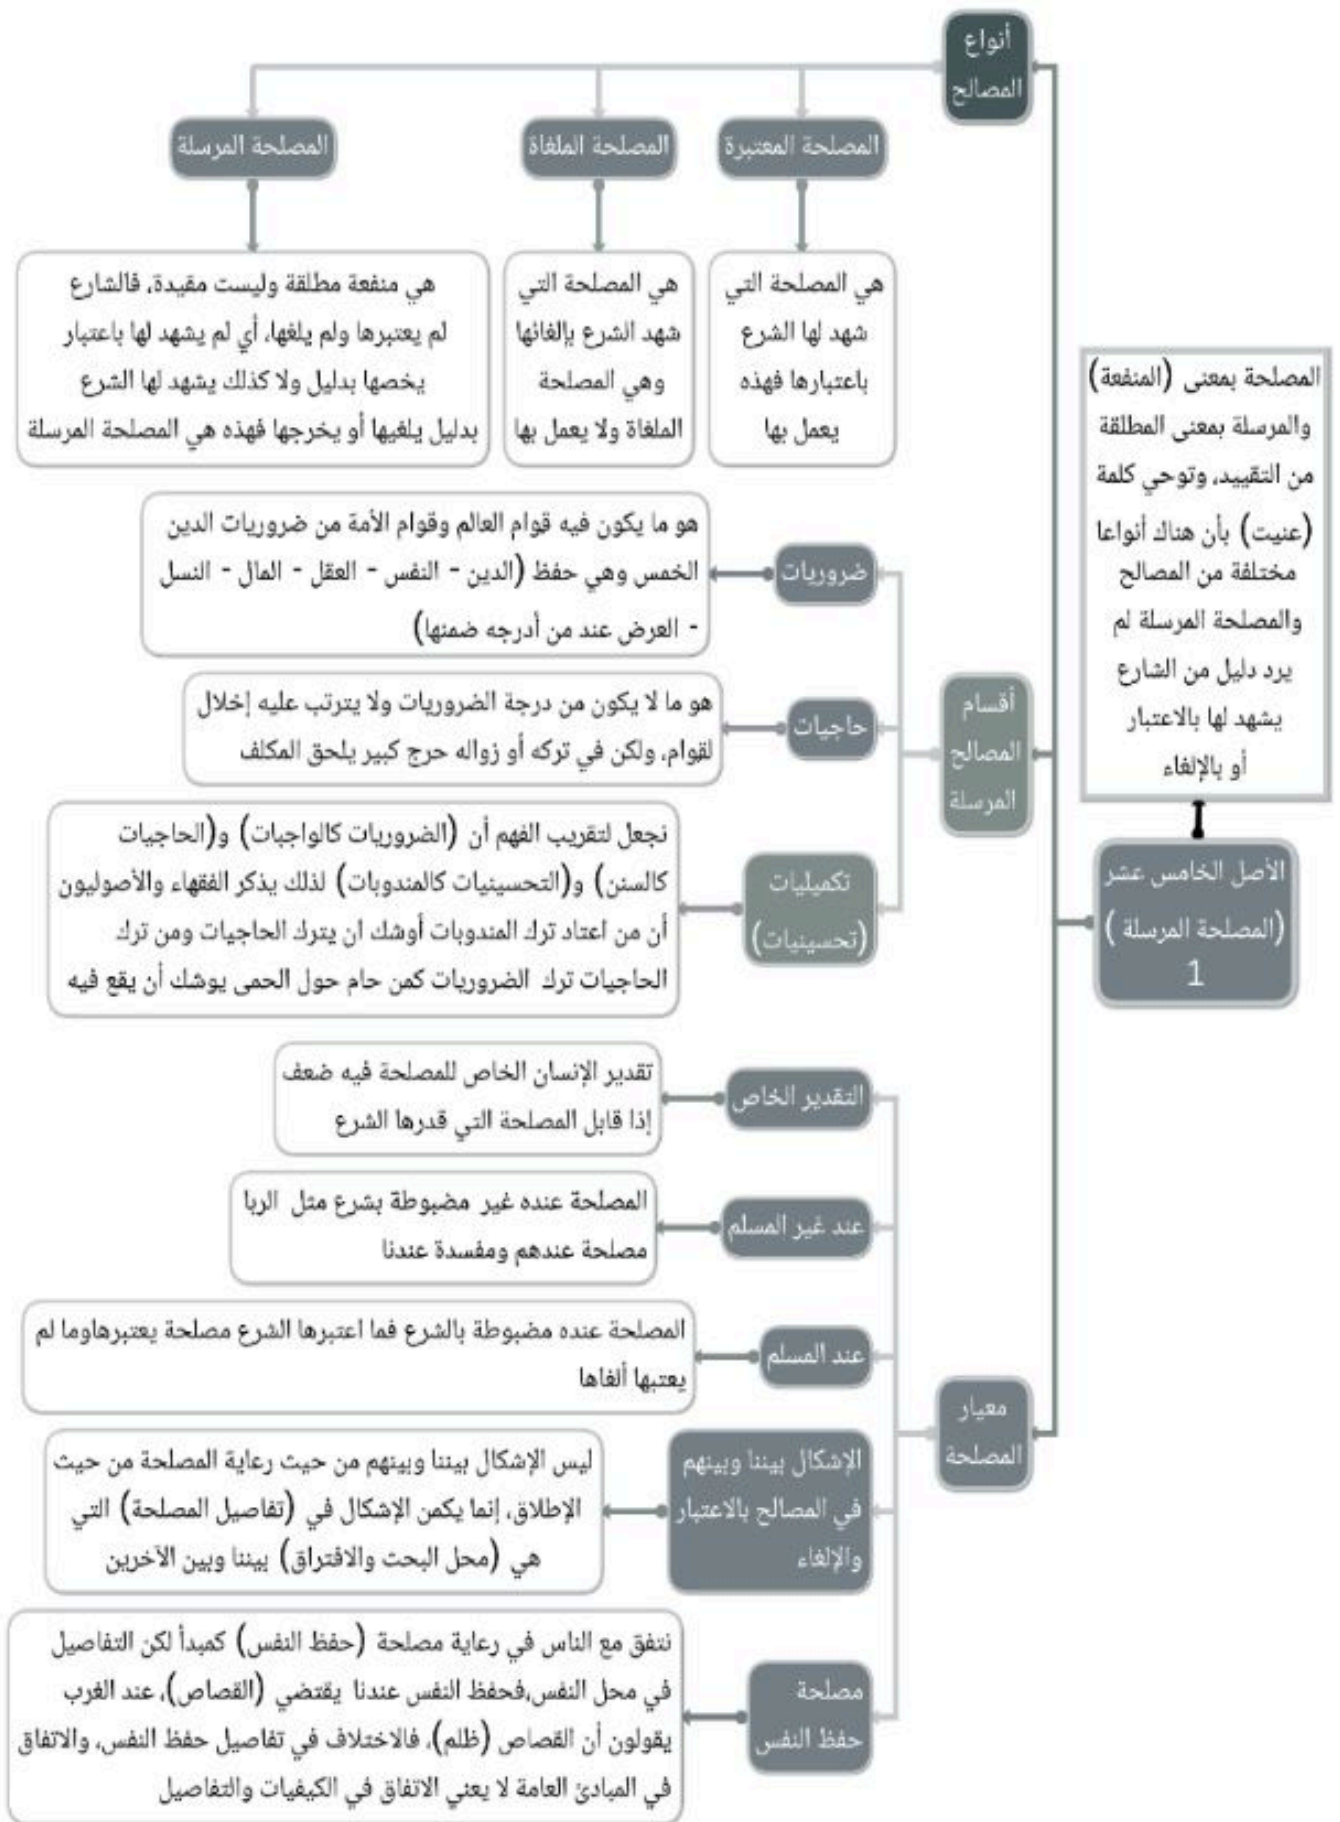 الأصل الخامس عشر
(المصلحة المرسلة )
1
المصلحة بمعنى (المنفعة)
والمرسلة بمعنى المطلقة
من التقييد، وتوحي كلمة
(عنيت) بأن هناك أنواعا
مختلفة من المصالح
والمصلحة المرسلة لم
يرد دليل من الشارع
يشهد لها بالاعتبار
أو بالإلغاء
أنواع
المصالح
المصلحة المعتبرة
هي المصلحة التي
شهد لها الشرع
باعتبارها فهذه
يعمل بها
المصلحة الملغاة
هي المصلحة التي
شهد الشرع بإلغائها
وهي المصلحة
الملغاة ولا يعمل بها
المصلحة المرسلة
هي منفعة مطلقة وليست مقيدة، فالشارع
لم يعتبرها ولم يلغها، أي لم يشهد لها باعتبار
يخصها بدليل ولا كذلك يشهد لها الشرع
بدليل يلغيها أو يخرجها فهذه هي المصلحة المرسلة
أقسام
المصالح
المرسلة
ضروريات
هو ما يكون فيه قوام العالم وقوام الأمة من ضروريات الدين
الخمس وهي حفظ (الدين - النفس - العقل - المال - النسل
- العرض عند من أدرجه ضمنها)
حاجيات
هو ما لا يكون من درجة الضروريات ولا يترتب عليه إخلال
لقوام، ولكن في تركه أو زواله حرج كبير يلحق المكلف
تكميليات
(تحسينيات)
نجعل لتقريب الفهم أن (الضروريات كالواجبات) و(الحاجيات
كالسنن) و(التحسينيات كالمندوبات) لذلك يذكر الفقهاء والأصوليون
أن من اعتاد ترك المندوبات أوشك ان يترك الحاجيات ومن ترك
الحاجيات ترك الضروريات كمن حام حول الحمى يوشك أن يقع فيه
معيار
المصلحة
التقدير الخاص
تقدير الإنسان الخاص للمصلحة فيه ضعف
إذا قابل المصلحة التي قدرها الشرع
عند غير المسلم
المصلحة عنده غير مضبوطة بشرع مثل الربا
مصلحة عندهم ومفسدة عندنا
عند المسلم
المصلحة عنده مضبوطة بالشرع فما اعتبرها الشرع مصلحة يعتبرهاوما لم
يعتبها ألغاها
الإشكال بيننا وبينهم
في المصالح بالاعتبار
والإلغاء
ليس الإشكال بيننا وبينهم من حيث رعاية المصلحة من حيث
الإطلاق، إنما يكمن الإشكال في (تفاصيل المصلحة) التي
هي (محل البحث والافتراق) بيننا وبين الآخرين
مصلحة
حفظ النفس
نتفق مع الناس في رعاية مصلحة (حفظ النفس) كمبدأ لكن التفاصيل
في محل النفس،فحفظ النفس عندنا يقتضي (القصاص)، عند الغرب
يقولون أن القصاص (ظلم)، فالاختلاف في تفاصيل حفظ النفس، والاتفاق
في المبادئ العامة لا يعني الاتفاق في الكيفيات والتفاصيل